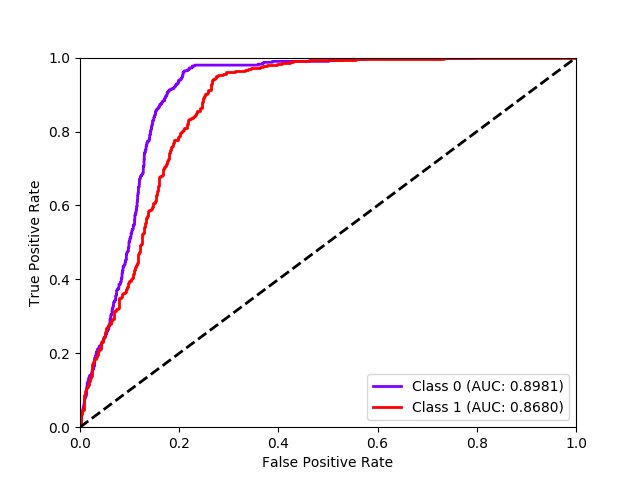 1.0
0.8
0.6
0.4
0.2
0.0
True Positive Rate
Class 0 (AUC: 0.8981)
Class 1 (AUC: 0.8680)
0.0 0.2 0.4 0.6 0.8 1.0
False Positive Rate